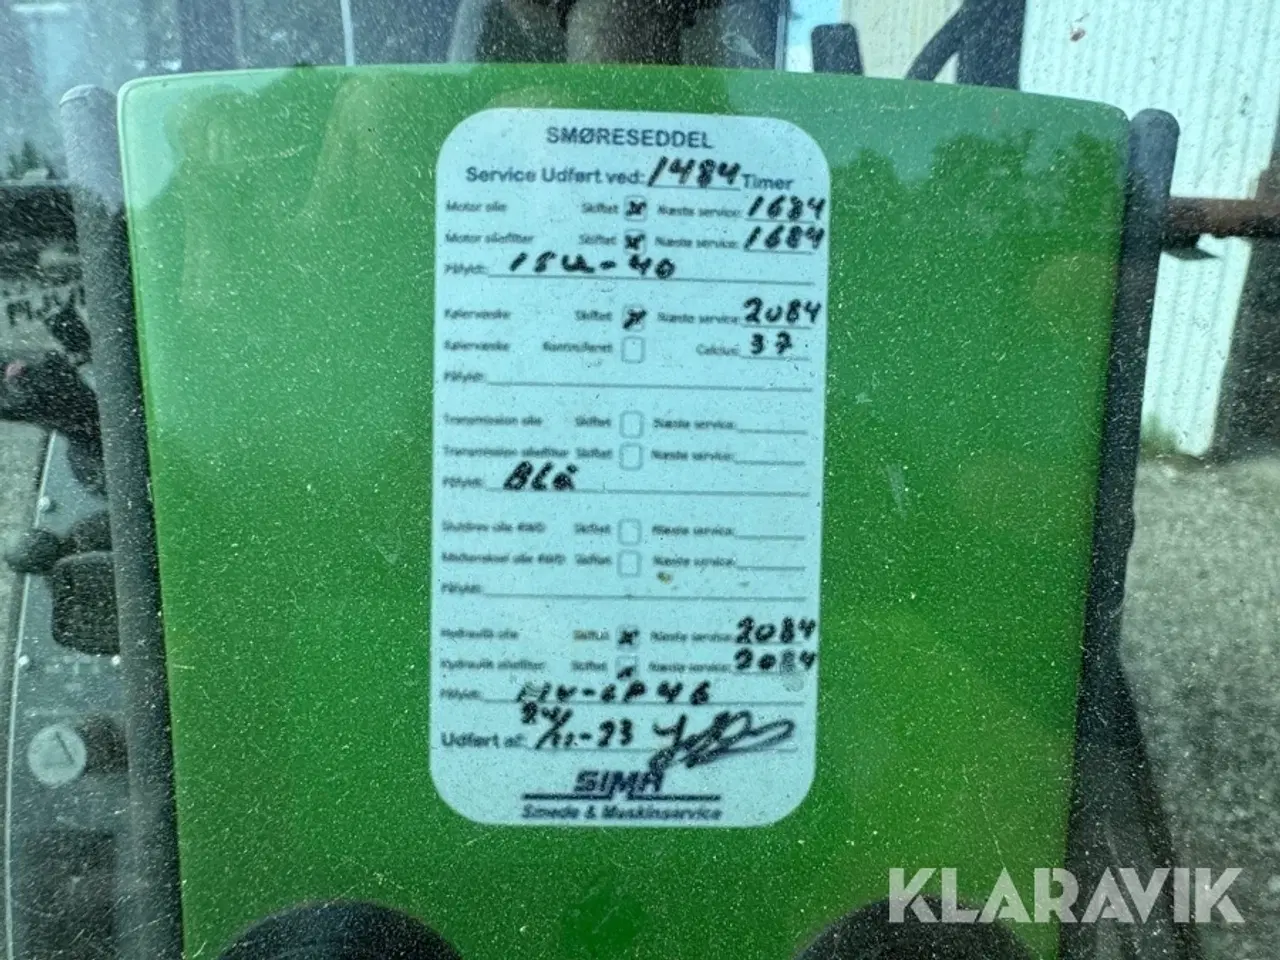 SMØRESEDDEL
Service Udført ved: 1484 Timer
Motor olie Skiftet x Næste service: 1684
Motor oliefilter Skiftet x Næste service: 1684
Påfyldt: 15W-40
Kølervæske Skiftet x Næste service: 2084
Kølervæske Kontrolleret Celcius: 37
Påfyldt:
Transmission olie Skiftet Næste service:
Transmission oliefilter Skiftet Næste service:
Påfyldt: BLå
Slutdrev olie 4WD Skiftet Næste service:
Mellemaksel olie 4WD Skiftet Næste service:
Påfyldt:
Hydraulik olie Skiftet x Næste service: 2084
Hydraulik oliefilter Skiftet x Næste service: 2084
Påfyldt: 46
Udført af: 24/ -23
SIMA
Smede & Maskinservice
KLARAVIK